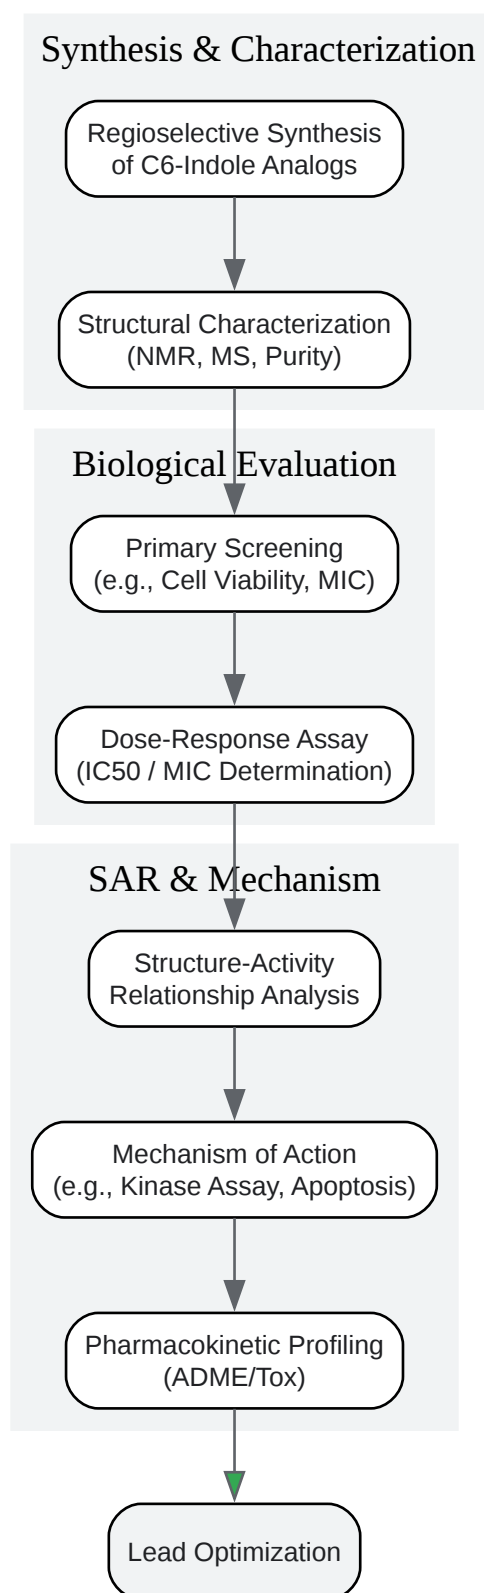 Synthesis & Characterization
Regioselective Synthesis
of C6-Indole Analogs
Structural Characterization
(NMR, MS, Purity)
Biological Evaluation
Primary Screening
(e.g., Cell Viability, MIC)
Dose-Response Assay
(IC50 / MIC Determination)
SAR & Mechanism
Structure-Activity
Relationship Analysis
Mechanism of Action
(e.g., Kinase Assay, Apoptosis)
Pharmacokinetic Profiling
(ADME/Tox)
Lead Optimization